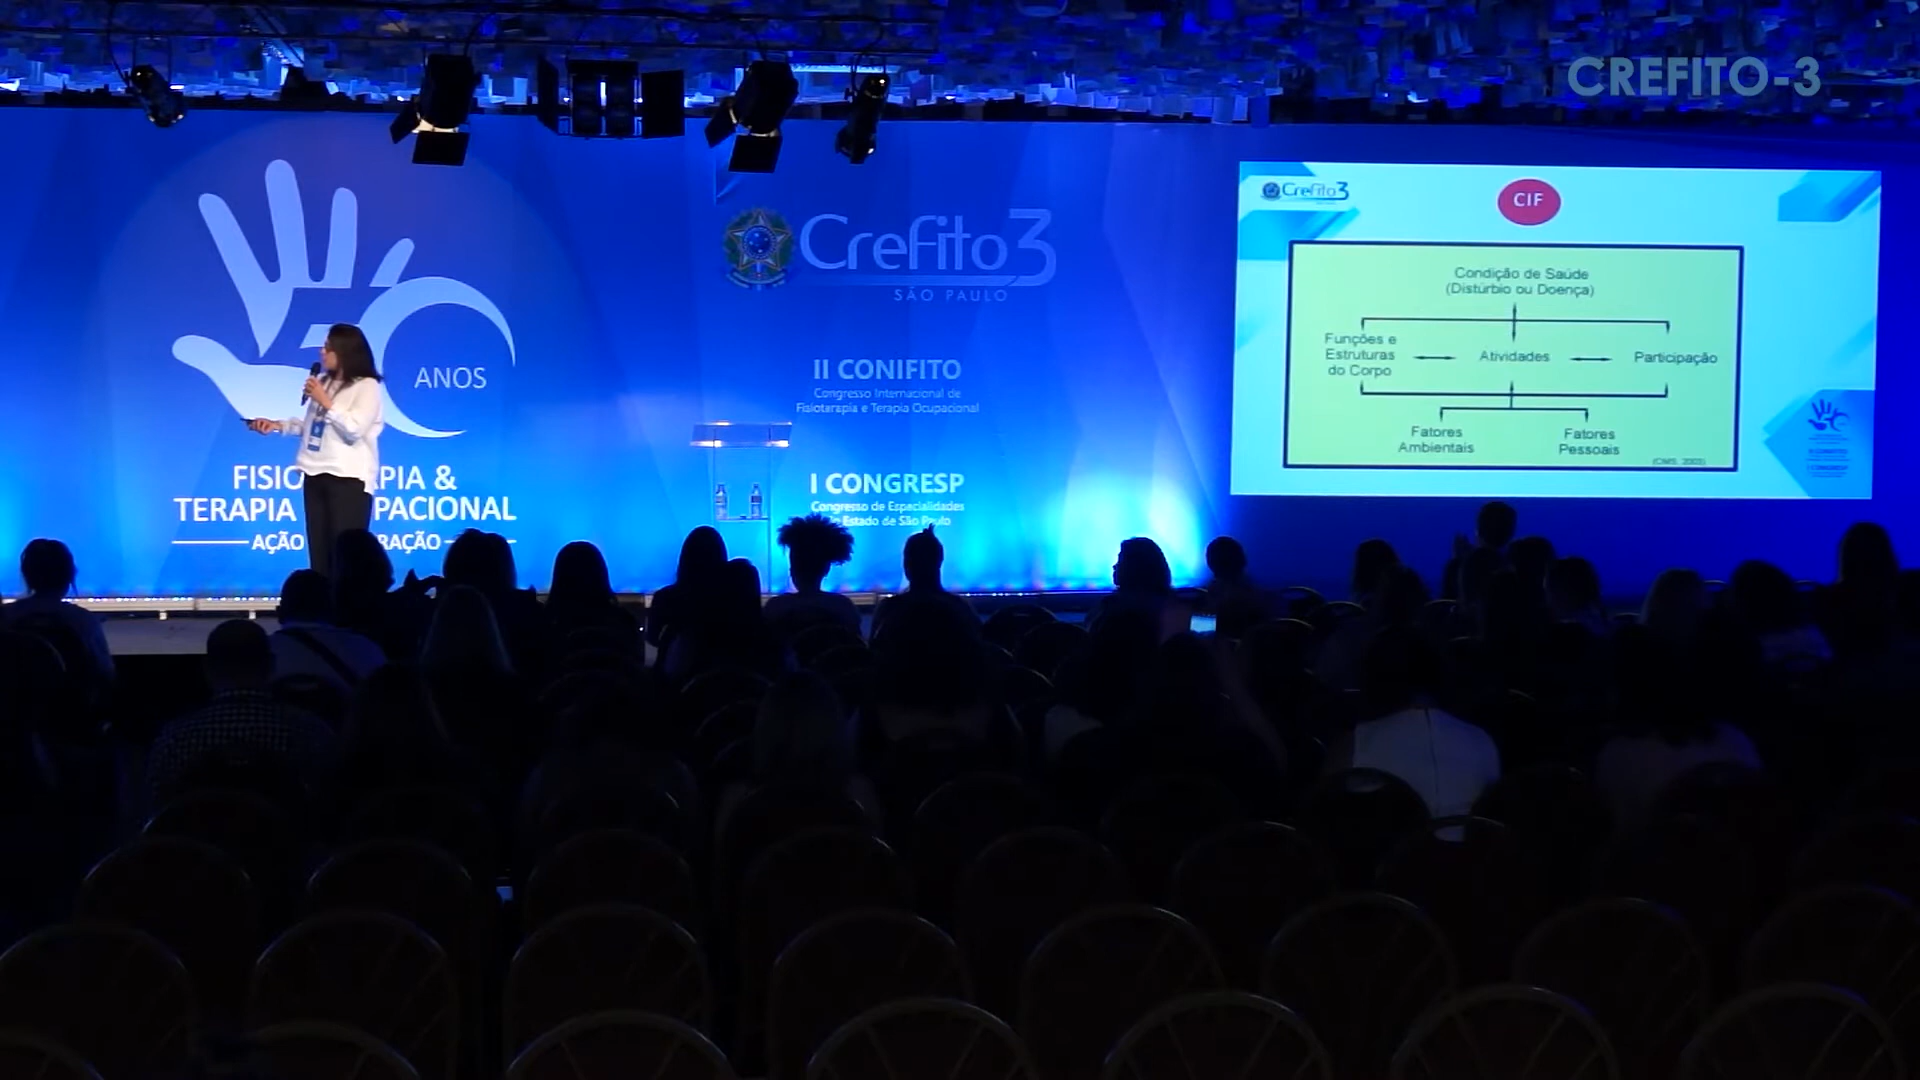 CREFITO-3
50
ANOS
FISIO APIA &
TERAPIA PACIONAL
AÇÃO RAÇÃO
Crefito3
SÃO PAULO
II CONIFITO
Congresso Internacional de
Fisioterapia e Terapia Ocupacional
I CONGRESP
Congresso de Especialidades
Estado de São Paulo
Crefito3
CIF
Condição de Saúde
(Distúrbio ou Doença)
Funções e
Estruturas
do Corpo
Atividades
Participação
Fatores
Ambientais
Fatores
Pessoais
(OMS, 2003)